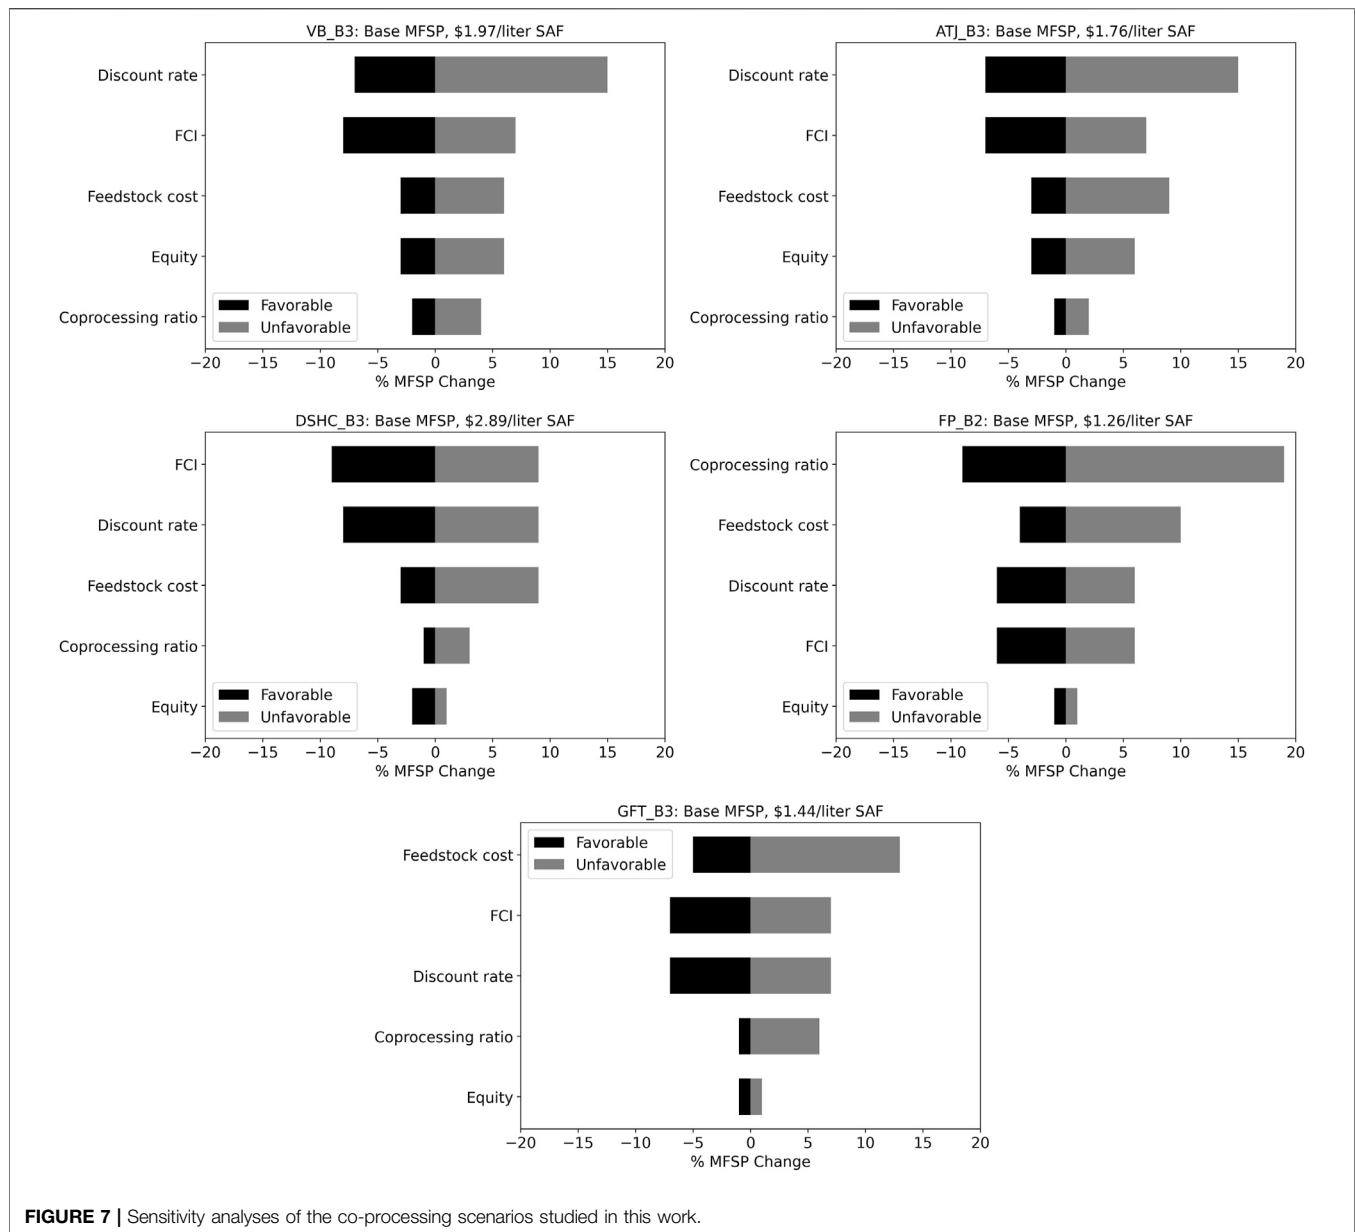 VB_B3: Base MFSP, $1.97/liter SAF
Discount rate
FCI
Feedstock cost
Equity
Coprocessing ratio
Favorable
Unfavorable
−20 −15 −10 −5 0 5 10 15 20
% MFSP Change
ATJ_B3: Base MFSP, $1.76/liter SAF
Discount rate
FCI
Feedstock cost
Equity
Coprocessing ratio
Favorable
Unfavorable
−20 −15 −10 −5 0 5 10 15 20
% MFSP Change
DSHC_B3: Base MFSP, $2.89/liter SAF
FCI
Discount rate
Feedstock cost
Coprocessing ratio
Equity
Favorable
Unfavorable
−20 −15 −10 −5 0 5 10 15 20
% MFSP Change
FP_B2: Base MFSP, $1.26/liter SAF
Coprocessing ratio
Feedstock cost
Discount rate
FCI
Equity
Favorable
Unfavorable
−20 −15 −10 −5 0 5 10 15 20
% MFSP Change
GFT_B3: Base MFSP, $1.44/liter SAF
Feedstock cost
FCI
Discount rate
Coprocessing ratio
Equity
Favorable
Unfavorable
−20 −15 −10 −5 0 5 10 15 20
% MFSP Change
FIGURE 7 | Sensitivity analyses of the co-processing scenarios studied in this work.